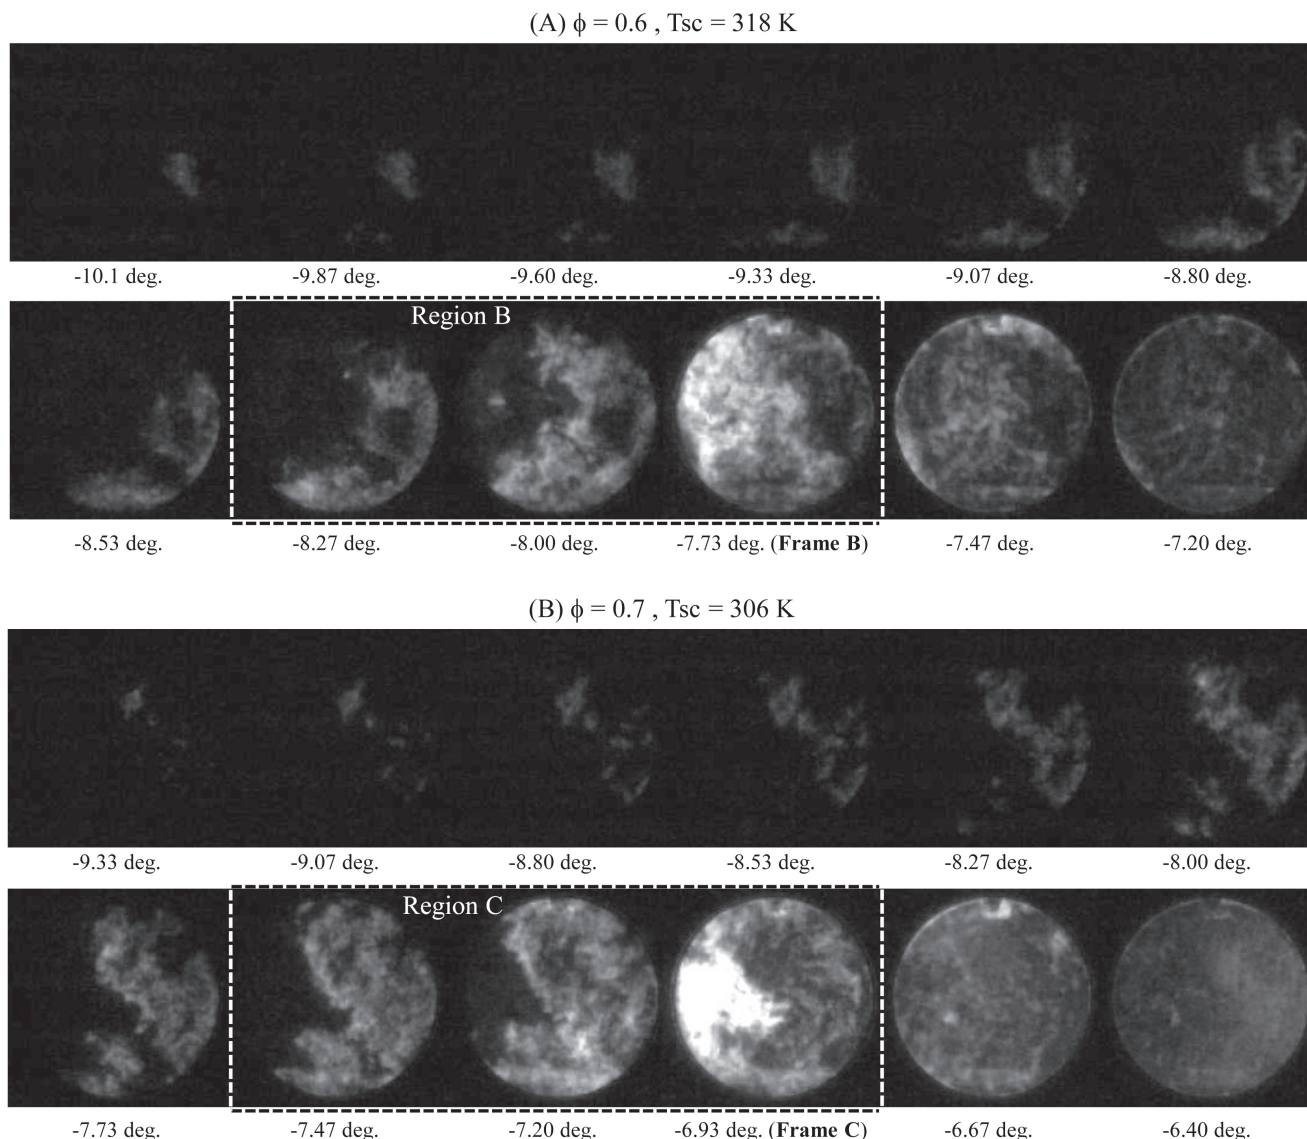 (A) ϕ = 0.6 , Tsc = 318 K
-10.1 deg. -9.87 deg. -9.60 deg. -9.33 deg. -9.07 deg. -8.80 deg.
Region B
-8.53 deg. -8.27 deg. -8.00 deg. -7.73 deg. (Frame B) -7.47 deg. -7.20 deg.
(B) ϕ = 0.7 , Tsc = 306 K
-9.33 deg. -9.07 deg. -8.80 deg. -8.53 deg. -8.27 deg. -8.00 deg.
Region C
-7.73 deg. -7.47 deg. -7.20 deg. -6.93 deg. (Frame C) -6.67 deg. -6.40 deg.